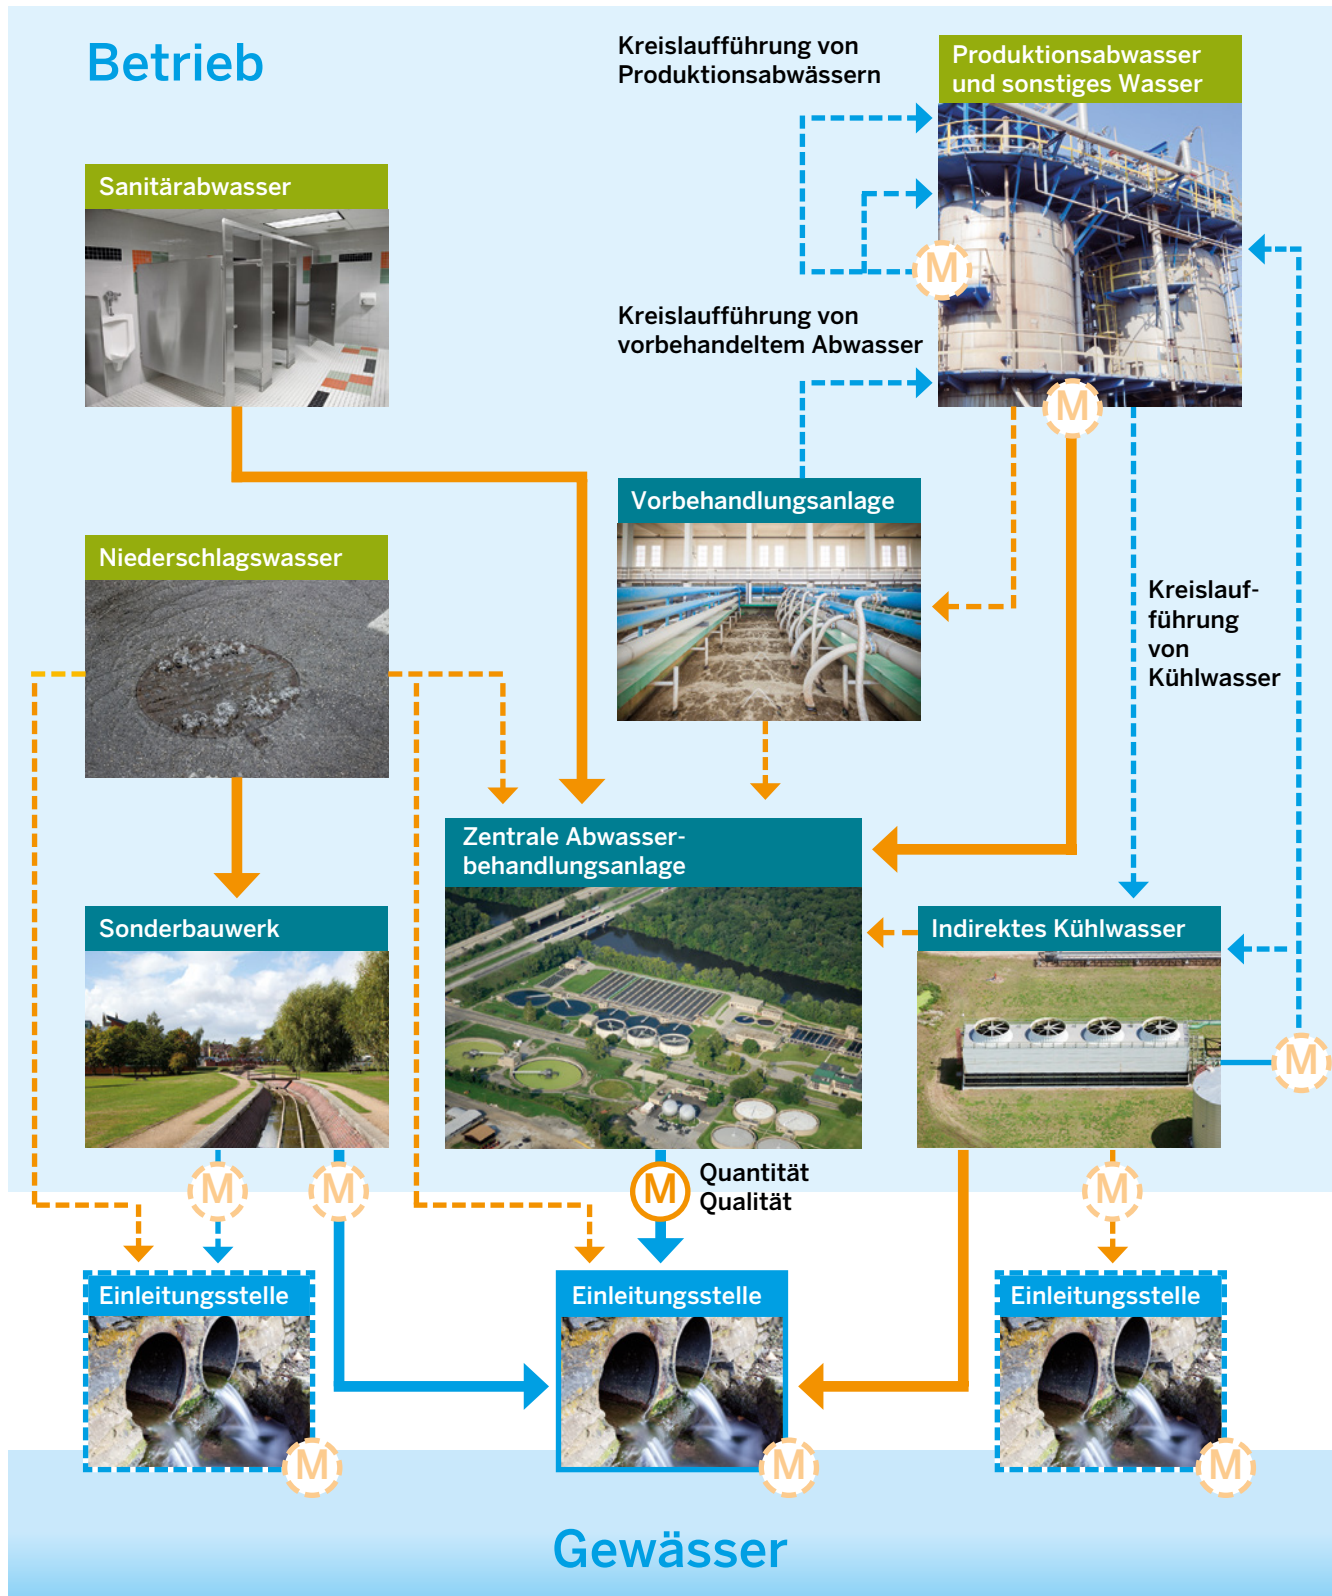 Betrieb
Kreislaufführung von
Produktionsabwässern
Produktionsabwasser
und sonstiges Wasser
Sanitärabwasser
M
Kreislaufführung von
vorbehandeltem Abwasser
M
Vorbehandlungsanlage
Niederschlagswasser
Kreislauf-
führung
von
Kühlwasser
Zentrale Abwasser-
behandlungsanlage
Sonderbauwerk
Indirektes Kühlwasser
M
M
M
M
Quantität
Qualität
M
Einleitungsstelle
Einleitungsstelle
Einleitungsstelle
M
M
M
Gewässer